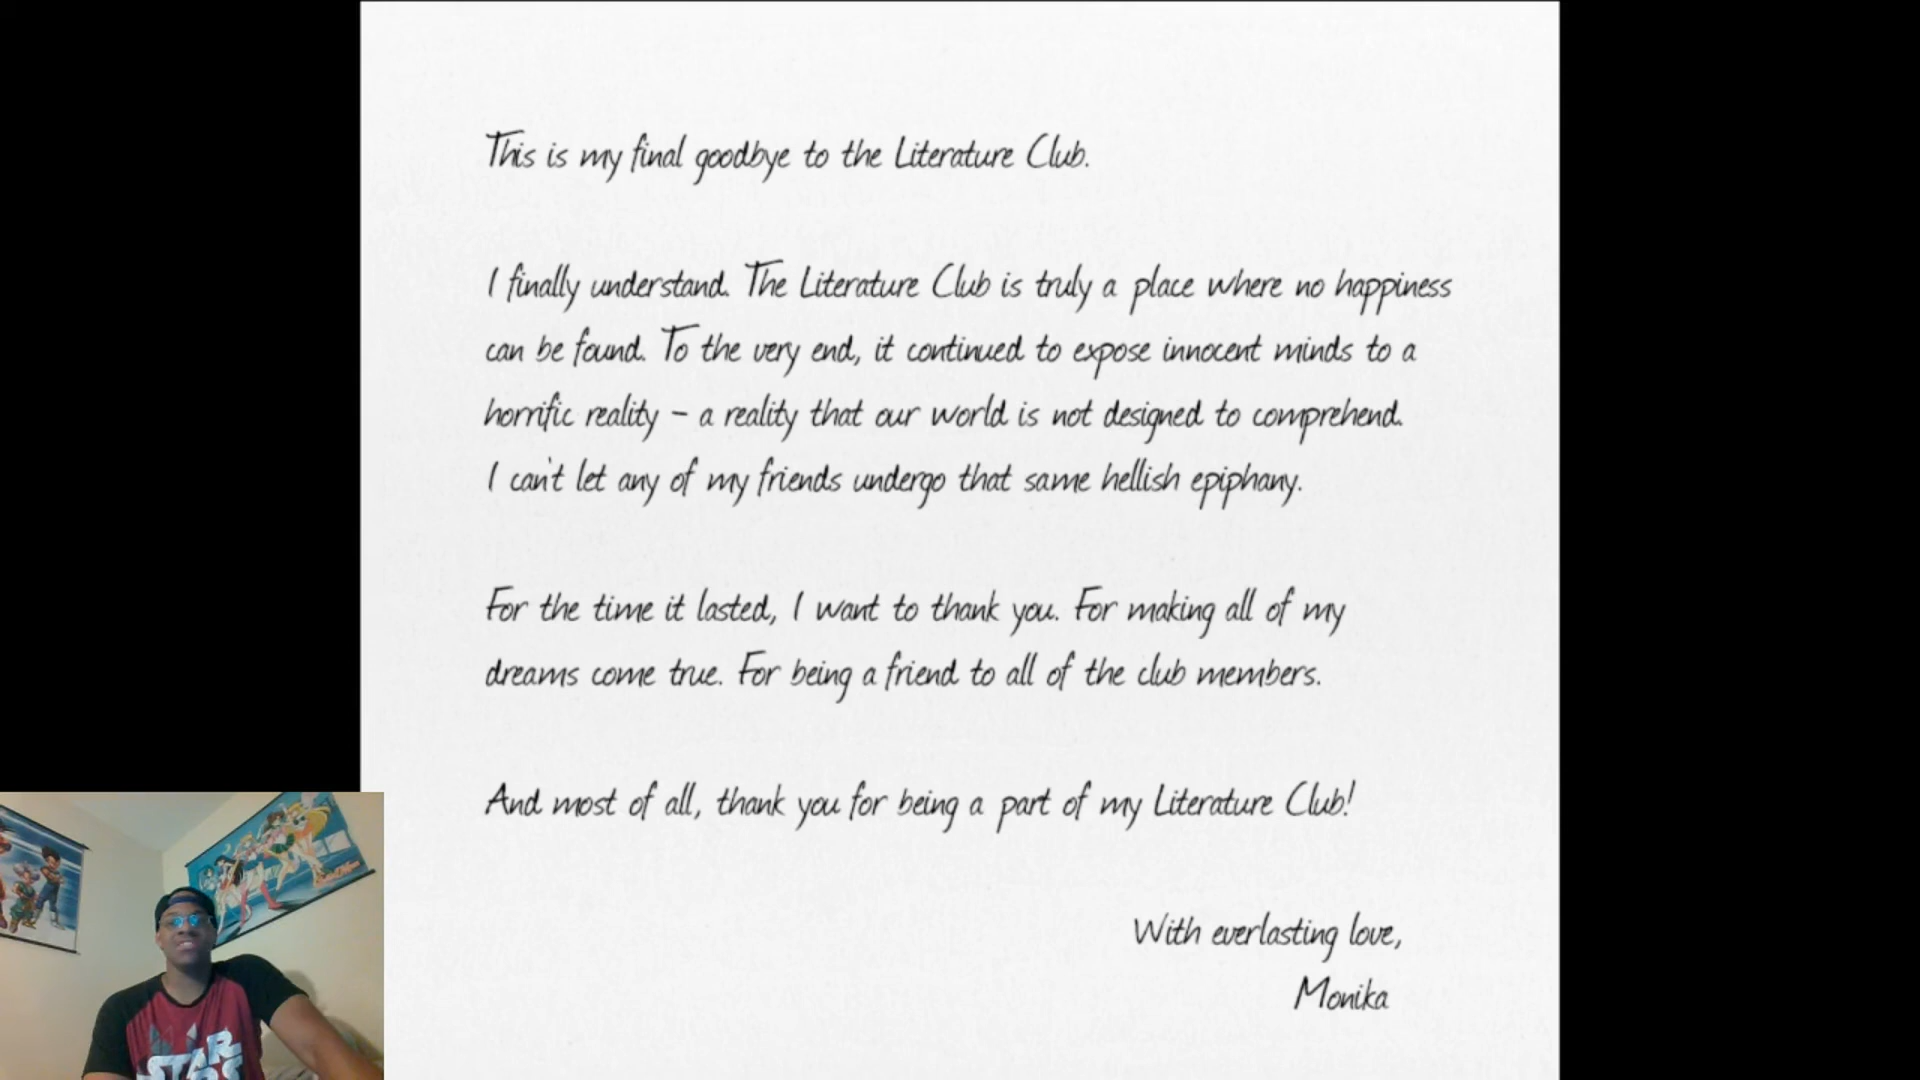 This is my final goodbye to the Literature Club.
I finally understand. The Literature Club is truly a place where no happiness
can be found. To the very end, it continued to expose innocent minds to a
horrific reality – a reality that our world is not designed to comprehend.
I can't let any of my friends undergo that same hellish epiphany.
For the time it lasted, I want to thank you. For making all of my
dreams come true. For being a friend to all of the club members.
And most of all, thank you for being a part of my Literature Club!
With everlasting love,
Monika
STAR